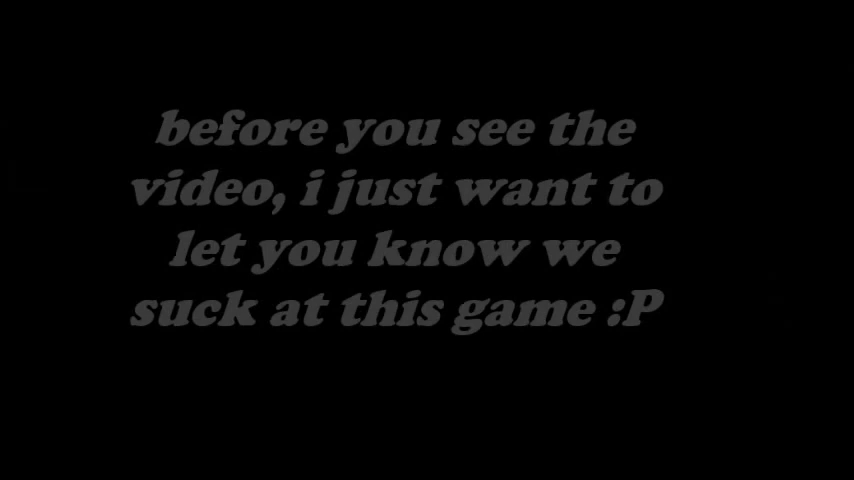 before you see the
video, i just want to
let you know we
suck at this game :P